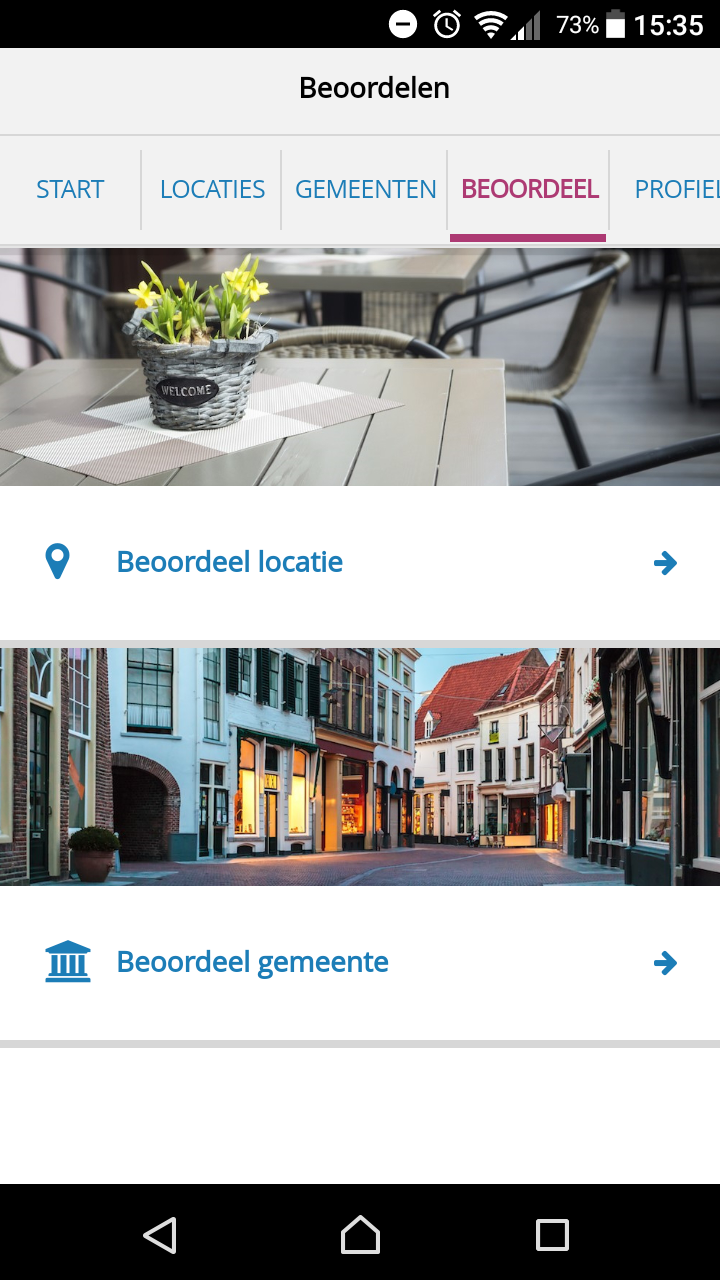 73% 15:35
Beoordelen
START LOCATIES GEMEENTEN BEOORDEEL PROFIEL
WELCOME
Beoordeel locatie
Beoordeel gemeente